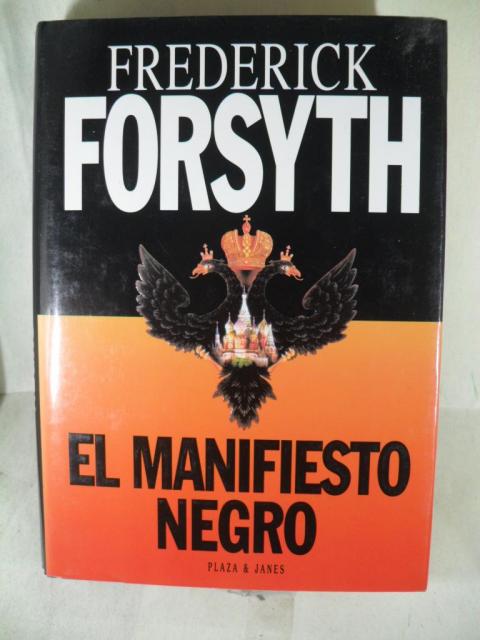 FREDERICK
FORSYTH
EL MANIFIESTO
NEGRO
PLAZA & JANES